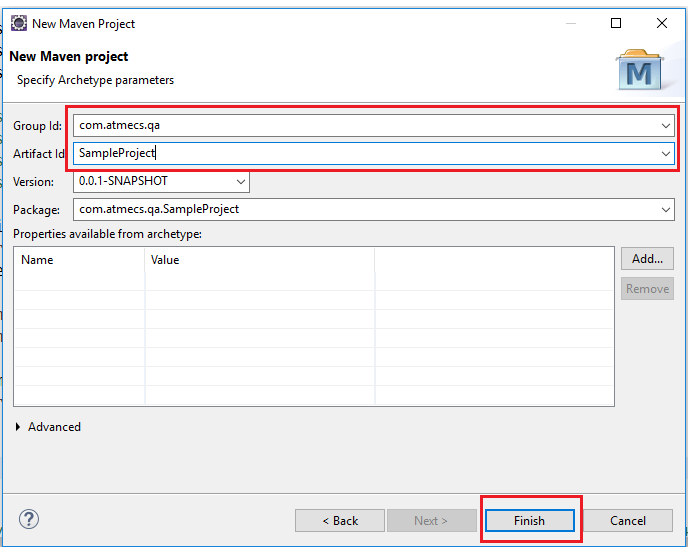 New Maven Project
New Maven project
Specify Archetype parameters
M
Group Id: com.atmecs.qa
Artifact Id: SampleProject
Version: 0.0.1-SNAPSHOT
Package: com.atmecs.qa.SampleProject
Properties available from archetype:
Name Value
Add...
Remove
Advanced
? < Back Next > Finish Cancel